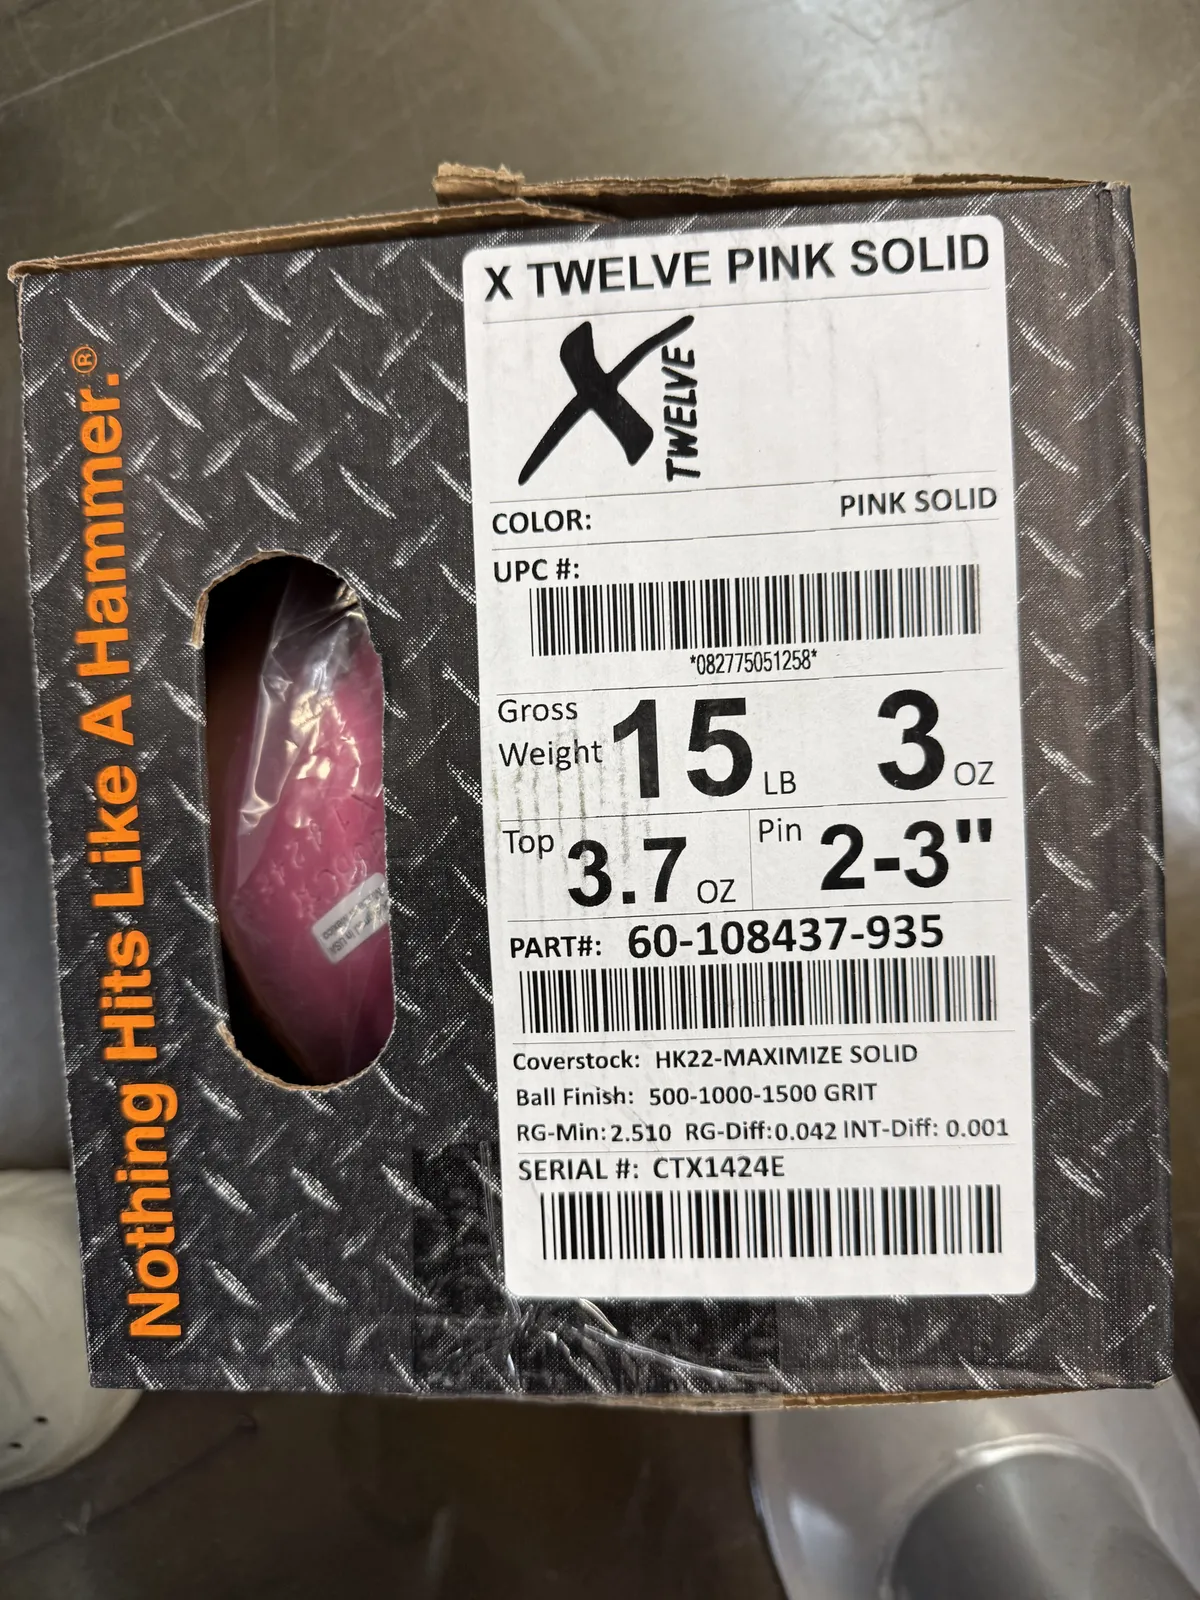 Nothing Hits Like A Hammer.®
X TWELVE PINK SOLID
X TWELVE
COLOR: PINK SOLID
UPC #:
*082775051258*
Gross Weight 15 LB 3 OZ
Top 3.7 OZ Pin 2-3"
PART#: 60-108437-935
Coverstock: HK22-MAXIMIZE SOLID
Ball Finish: 500-1000-1500 GRIT
RG-Min: 2.510 RG-Diff: 0.042 INT-Diff: 0.001
SERIAL #: CTX1424E